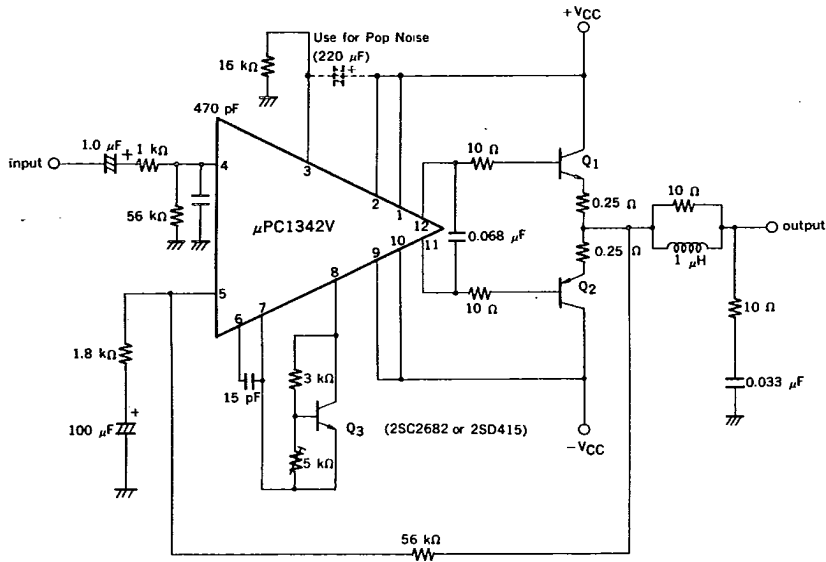 +VCC
Use for Pop Noise
(220 µF)
+
16 kΩ
470 pF
1.0 µF
+
1 kΩ
input
4
3
10 Ω
Q1
2
1
12
0.25 Ω
10 Ω
56 kΩ
µPC1342V
11
0.068 µF
output
10
9
0.25 Ω
1 µH
8
Q2
5
10 Ω
7
6
10 Ω
1.8 kΩ
15 pF
3 kΩ
0.033 µF
+
Q3
(2SC2682 or 2SD415)
100 µF
−VCC
5 kΩ
56 kΩ